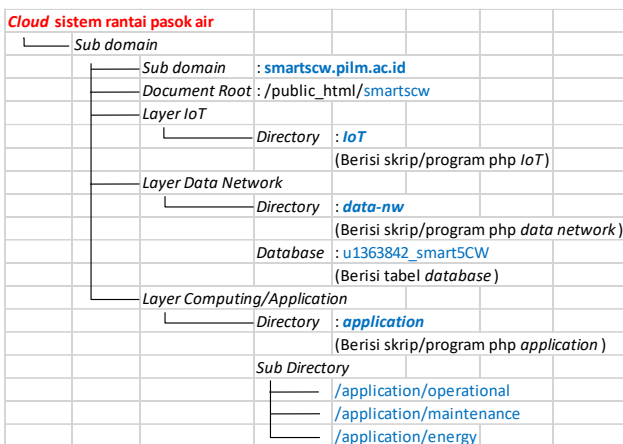 Cloud sistem rantai pasok air
Sub domain
Sub domain : smartscw.pilm.ac.id
Document Root : /public_html/smartscw
Layer IoT
Directory : IoT
(Berisi skrip/program php IoT)
Layer Data Network
Directory : data-nw
(Berisi skrip/program php data network)
Database : u1363842_smart5CW
(Berisi tabel database)
Layer Computing/Application
Directory : application
(Berisi skrip/program php application)
Sub Directory
/application/operational
/application/maintenance
/application/energy